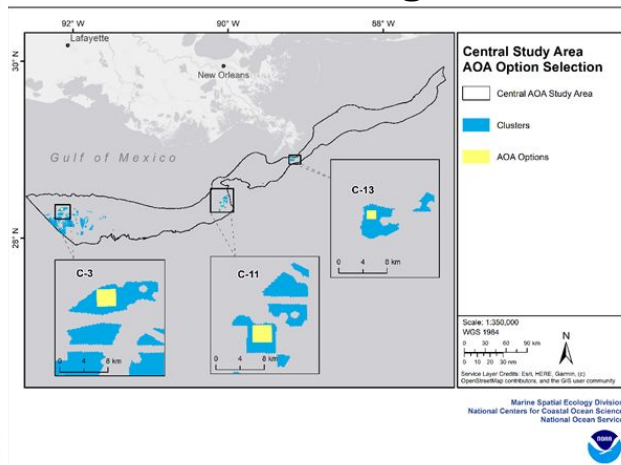 92° W
90° W
88° W
30° N
28° N
Lafayette
New Orleans
Gulf of Mexico
C-13
0 4 8 km
C-3
0 4 8 km
C-11
0 4 8 km
Central Study Area
AOA Option Selection
Central AOA Study Area
Clusters
AOA Options
Scale: 1:350,000
WGS 1984
0 30 60 90 km
0 10 20 30 nm
N
Service Layer Credits: Esri, HERE, Garmin, (c)
OpenStreetMap contributors, and the GIS user community
Marine Spatial Ecology Division
National Centers for Coastal Ocean Science
National Ocean Service
NOAA